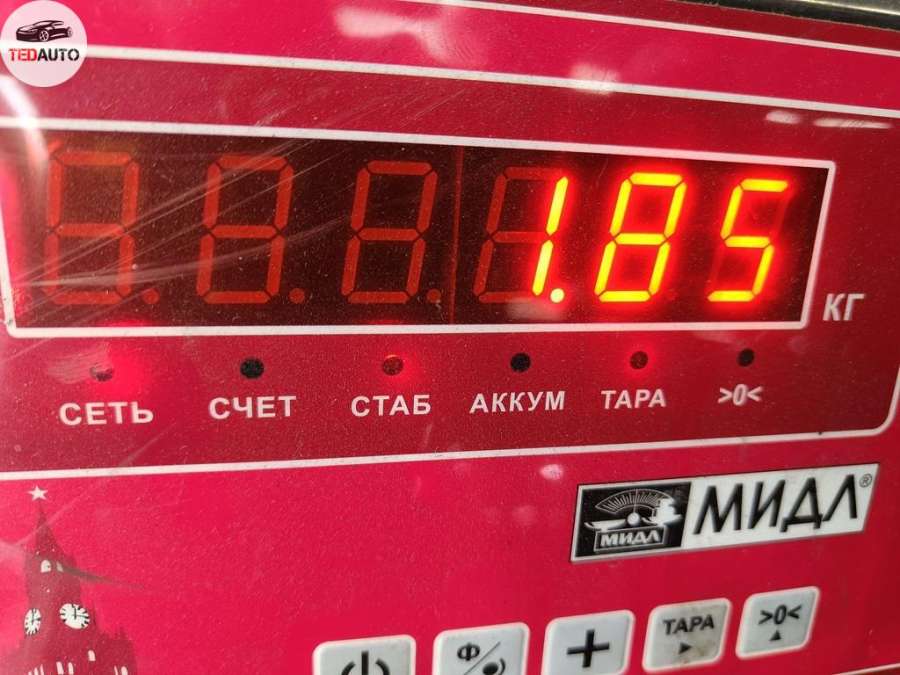 TEDAUTO
1.85
КГ
СЕТЬ СЧЕТ СТАБ АККУМ ТАРА >0<
МИДЛ МИДЛ®
Ф + ТАРА >0<